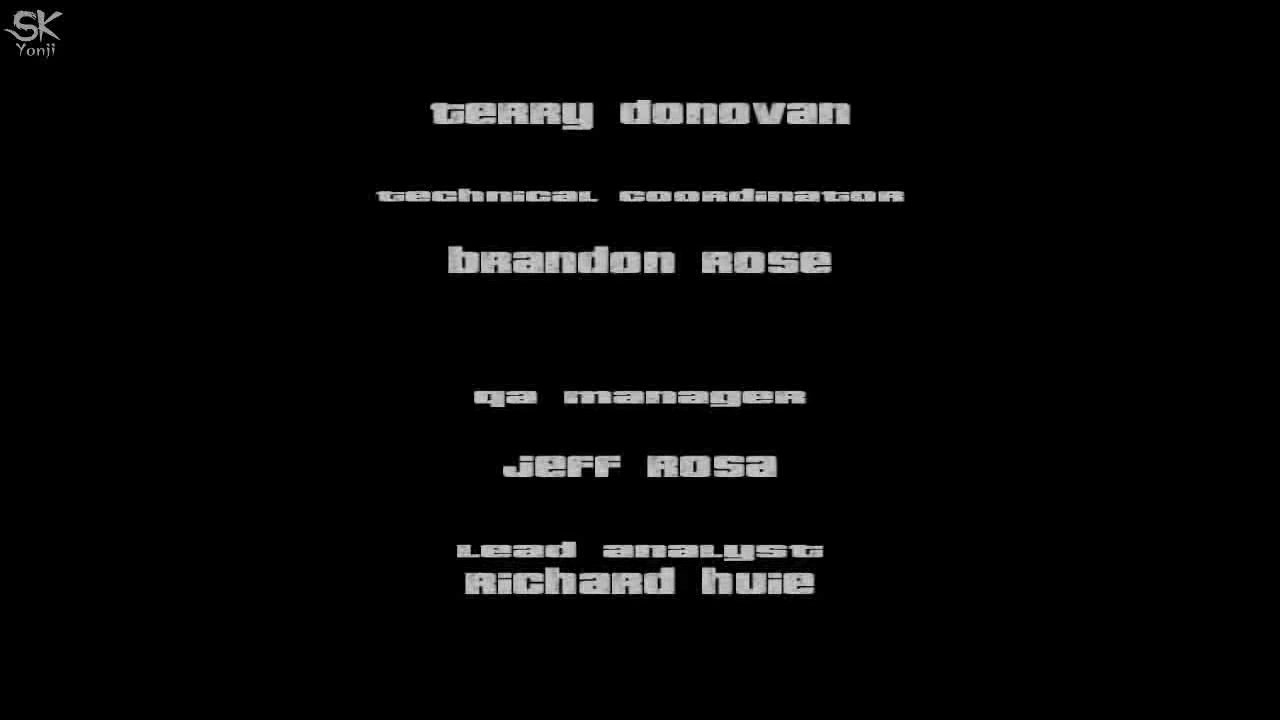 SK
Yonji
Terry Donovan
Technical Coordinator
Brandon Rose
QA Manager
Jeff Rosa
Lead Analyst
Richard Huie